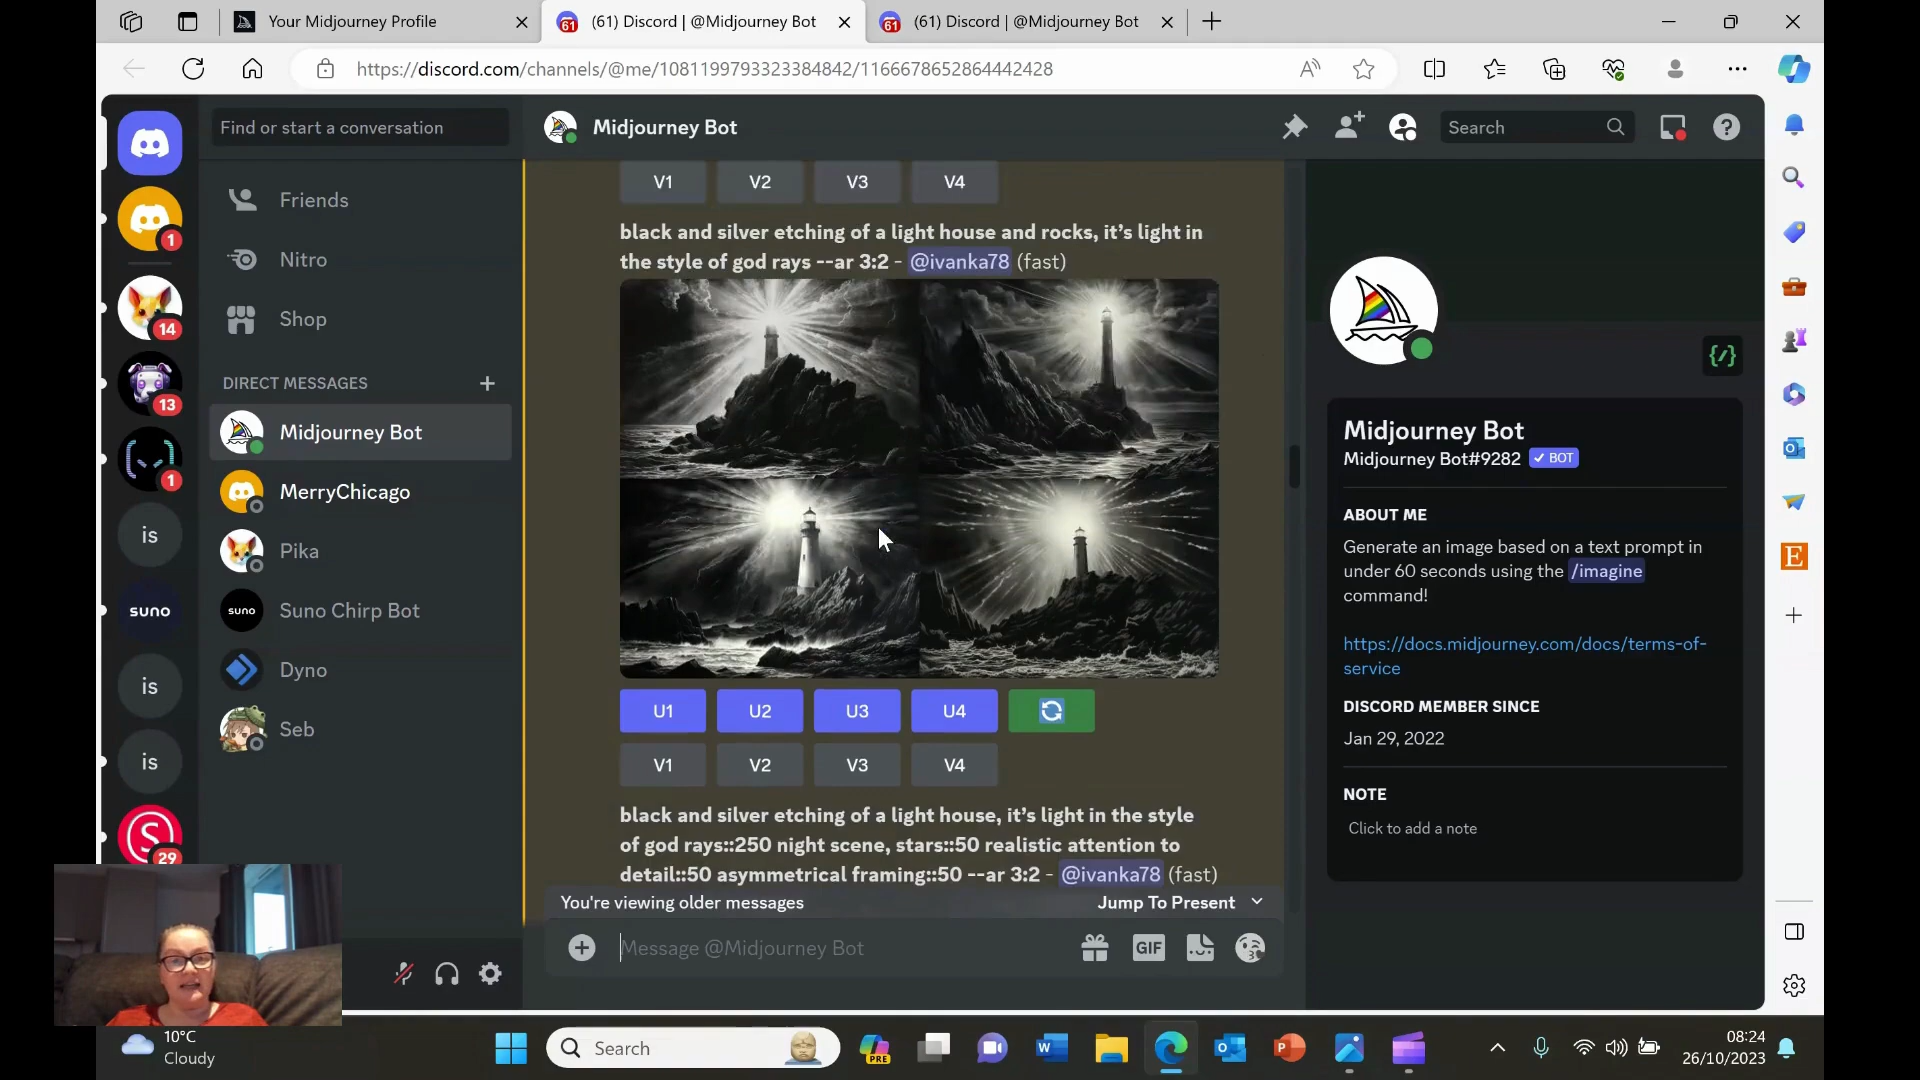 Your Midjourney Profile
61
(61) Discord | @Midjourney Bot
61
(61) Discord | @Midjourney Bot
https://discord.com/channels/@me/1081199793323384842/1166678652864442428
Find or start a conversation
Midjourney Bot
Search
Friends
Nitro
Shop
DIRECT MESSAGES
Midjourney Bot
MerryChicago
Pika
suno
Suno Chirp Bot
Dyno
Seb
1
14
13
1
is
suno
is
is
29
V1 V2 V3 V4
black and silver etching of a light house and rocks, it’s light in
the style of god rays --ar 3:2 - @ivanka78 (fast)
U1 U2 U3 U4
V1 V2 V3 V4
black and silver etching of a light house, it’s light in the style
of god rays::250 night scene, stars::50 realistic attention to
detail::50 asymmetrical framing::50 --ar 3:2 - @ivanka78 (fast)
You're viewing older messages
Jump To Present
Message @Midjourney Bot
GIF
{/}
Midjourney Bot
Midjourney Bot#9282 BOT
ABOUT ME
Generate an image based on a text prompt in
under 60 seconds using the /imagine
command!
https://docs.midjourney.com/docs/terms-of-
service
DISCORD MEMBER SINCE
Jan 29, 2022
NOTE
Click to add a note
E
10°C
Cloudy
Search
PRE
08:24
26/10/2023